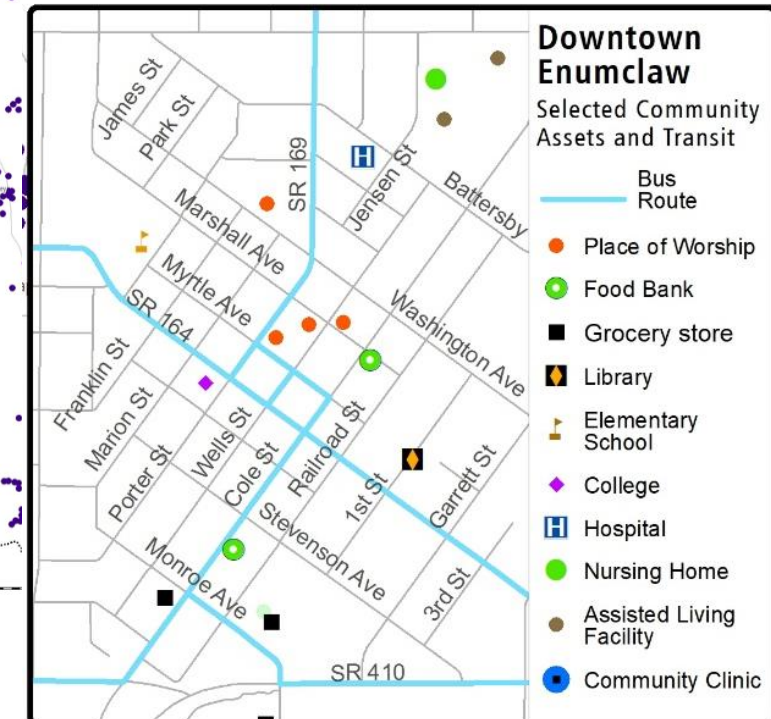 Downtown
Enumclaw
Selected Community
Assets and Transit
Bus
Route
Place of Worship
Food Bank
Grocery store
Library
Elementary
School
College
H Hospital
Nursing Home
Assisted Living
Facility
Community Clinic
James St
Park St
SR 169
H
Jensen St
Battersby
Marshall Ave
Myrtle Ave
SR 164
Washington Ave
Franklin St
Marion St
Porter St
Wells St
Cole St
Railroad St
1st St
Garrett St
Stevenson Ave
Monroe Ave
3rd St
SR 410